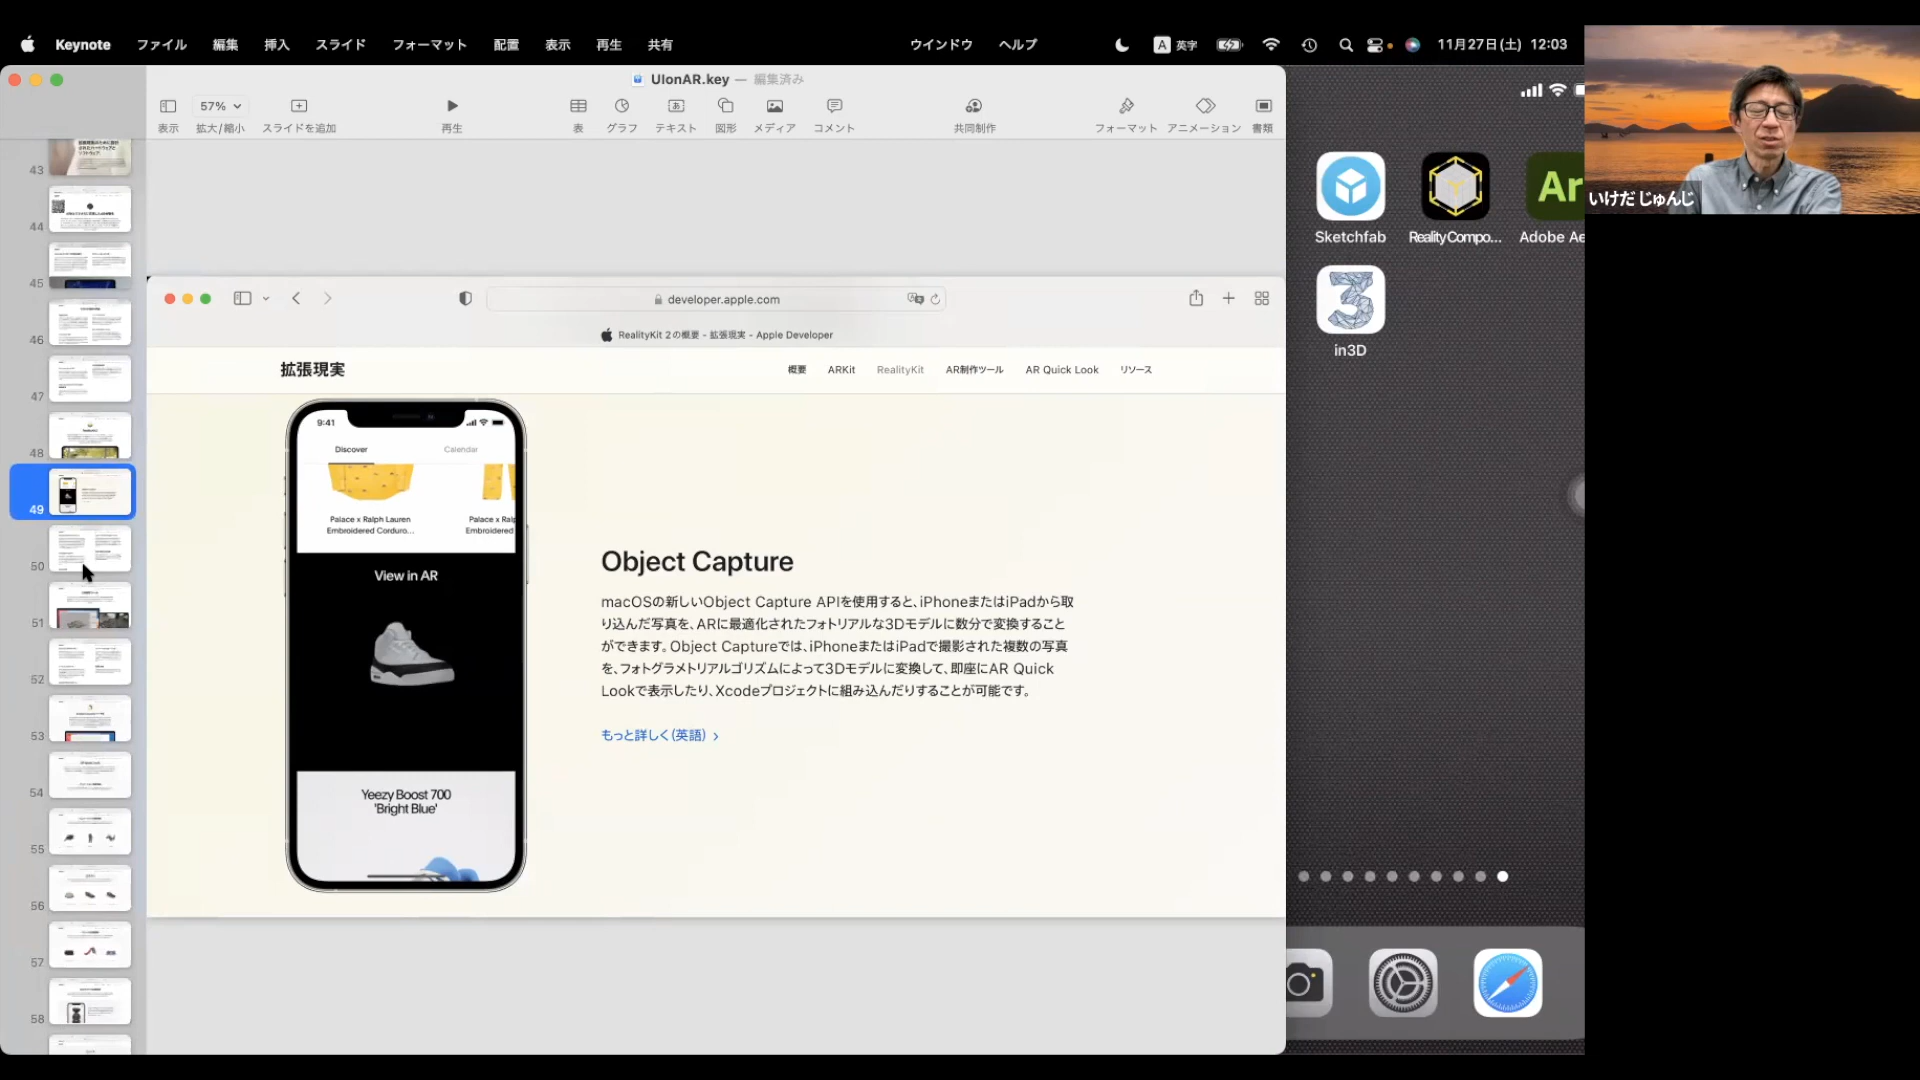 Keynote ファイル 編集 挿入 スライド フォーマット 配置 表示 再生 共有 ウインドウ ヘルプ A 英字 11月27日(土) 12:03
UIonAR.key — 編集済み
57%
表示 拡大/縮小 スライドを追加 再生 表 グラフ テキスト 図形 メディア コメント 共同制作 フォーマット アニメーション 書類
43
44
45
46
47
48
49
50
51
52
53
54
55
56
57
58
developer.apple.com
RealityKit 2の概要 - 拡張現実 - Apple Developer
拡張現実 概要 ARKit RealityKit AR制作ツール AR Quick Look リソース
9:41
Discover Calendar
Palace x Ralph Lauren
Embroidered Corduro...
Palace x Ralp
Embroidered
View in AR
Yeezy Boost 700
'Bright Blue'
Object Capture
macOSの新しいObject Capture APIを使用すると、iPhoneまたはiPadから取
り込んだ写真を、ARに最適化されたフォトリアルな3Dモデルに数分で変換すること
ができます。Object Captureでは、iPhoneまたはiPadで撮影された複数の写真
を、フォトグラメトリアルゴリズムによって3Dモデルに変換して、即座にAR Quick
Lookで表示したり、Xcodeプロジェクトに組み込んだりすることが可能です。
もっと詳しく(英語) ›
Ar
Sketchfab RealityCompo... Adobe Ae
in3D
いけだ じゅんじ